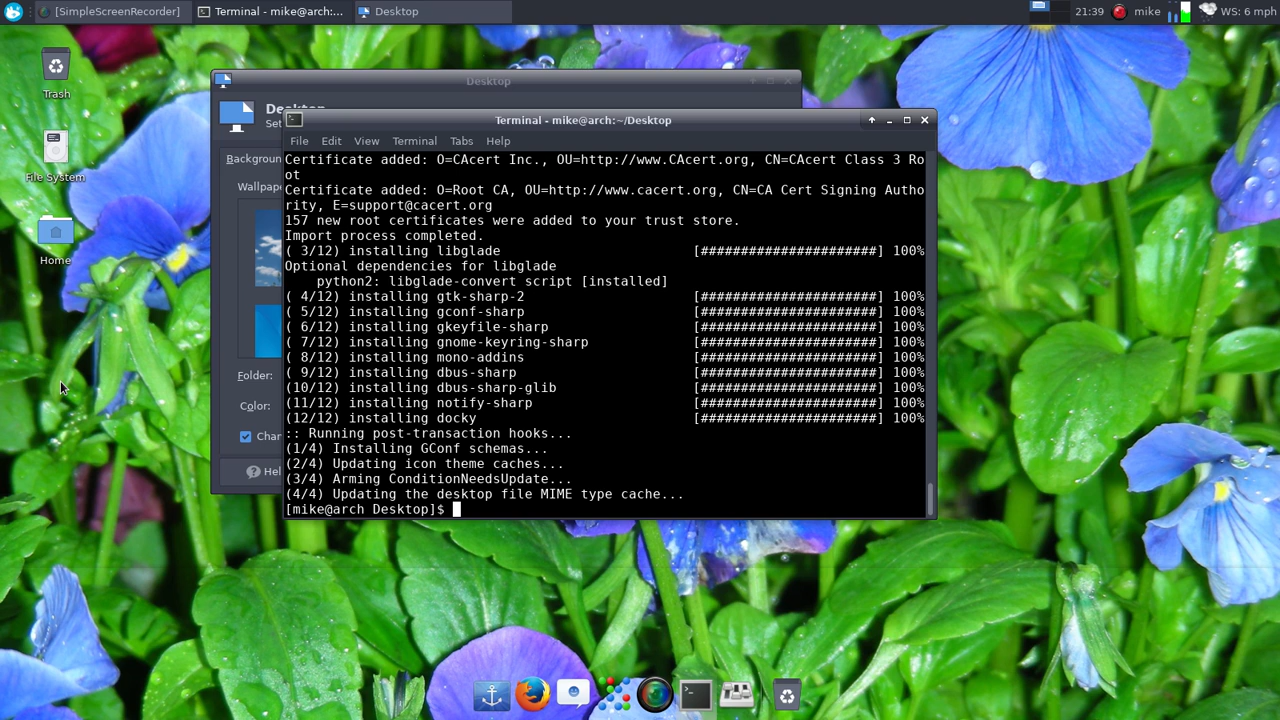 [SimpleScreenRecorder]
Terminal - mike@arch:...
Desktop
21:39
mike
WS: 6 mph
Trash
File System
Home
Desktop
Desktop
Set
Backgroun
Wallpap
Folder:
Color:
Chan
Hel
Terminal - mike@arch:~/Desktop
File Edit View Terminal Tabs Help
Certificate added: O=CAcert Inc., OU=http://www.CAcert.org, CN=CAcert Class 3 Ro
ot
Certificate added: O=Root CA, OU=http://www.cacert.org, CN=CA Cert Signing Autho
rity, E=support@cacert.org
157 new root certificates were added to your trust store.
Import process completed.
( 3/12) installing libglade [######################] 100%
Optional dependencies for libglade
python2: libglade-convert script [installed]
( 4/12) installing gtk-sharp-2 [######################] 100%
( 5/12) installing gconf-sharp [######################] 100%
( 6/12) installing gkeyfile-sharp [######################] 100%
( 7/12) installing gnome-keyring-sharp [######################] 100%
( 8/12) installing mono-addins [######################] 100%
( 9/12) installing dbus-sharp [######################] 100%
(10/12) installing dbus-sharp-glib [######################] 100%
(11/12) installing notify-sharp [######################] 100%
(12/12) installing docky [######################] 100%
:: Running post-transaction hooks...
(1/4) Installing GConf schemas...
(2/4) Updating icon theme caches...
(3/4) Arming ConditionNeedsUpdate...
(4/4) Updating the desktop file MIME type cache...
[mike@arch Desktop]$